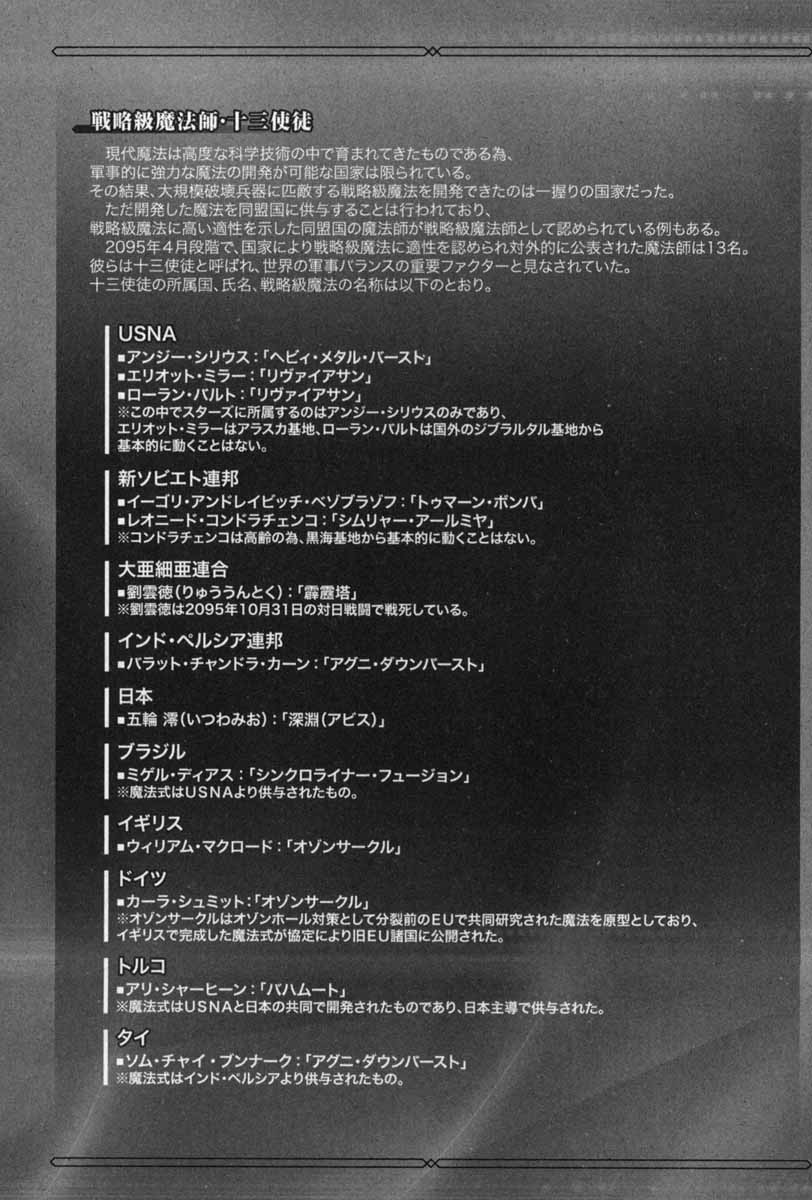 戦略級魔法師・十三使徒
現代魔法は高度な科学技術の中で育まれてきたものである為、
軍事的に強力な魔法の開発が可能な国家は限られている。
その結果、大規模破壊兵器に匹敵する戦略級魔法を開発できたのは一握りの国家だった。
ただ開発した魔法を同盟国に供与することは行われており、
戦略級魔法に高い適性を示した同盟国の魔法師が戦略級魔法師として認められている例もある。
2095年4月段階で、国家により戦略級魔法に適性を認められ対外的に公表された魔法師は13名。
彼らは十三使徒と呼ばれ、世界の軍事バランスの重要ファクターと見なされていた。
十三使徒の所属国、氏名、戦略級魔法の名称は以下のとおり。
USNA
■アンジー・シリウス：「ヘビィ・メタル・バースト」
■エリオット・ミラー：「リヴァイアサン」
■ローラン・バルト：「リヴァイアサン」
※この中でスターズに所属するのはアンジー・シリウスのみであり、
エリオット・ミラーはアラスカ基地、ローラン・バルトは国外のジブラルタル基地から
基本的に動くことはない。
新ソビエト連邦
■イーゴリ・アンドレイビッチ・ベゾブラゾフ：「トゥマーン・ボンバ」
■レオニード・コンドラチェンコ：「シムリャー・アールミヤ」
※コンドラチェンコは高齢の為、黒海基地から基本的に動くことはない。
大亜細亜連合
■劉雲徳（りゅううんとく）：「霹靂塔」
※劉雲徳は2095年10月31日の対日戦闘で戦死している。
インド・ペルシア連邦
■バラット・チャンドラ・カーン：「アグニ・ダウンバースト」
日本
■五輪 澪（いつわみお）：「深淵（アビス）」
ブラジル
■ミゲル・ディアス：「シンクロライナー・フュージョン」
※魔法式はUSNAより供与されたもの。
イギリス
■ウィリアム・マクロード：「オゾンサークル」
ドイツ
■カーラ・シュミット：「オゾンサークル」
※オゾンサークルはオゾンホール対策として分裂前のEUで共同研究された魔法を原型としており、
イギリスで完成した魔法式が協定により旧EU諸国に公開された。
トルコ
■アリ・シャーヒーン：「バハムート」
※魔法式はUSNAと日本の共同で開発されたものであり、日本主導で供与された。
タイ
■ソム・チャイ・ブンナーク：「アグニ・ダウンバースト」
※魔法式はインド・ペルシアより供与されたもの。